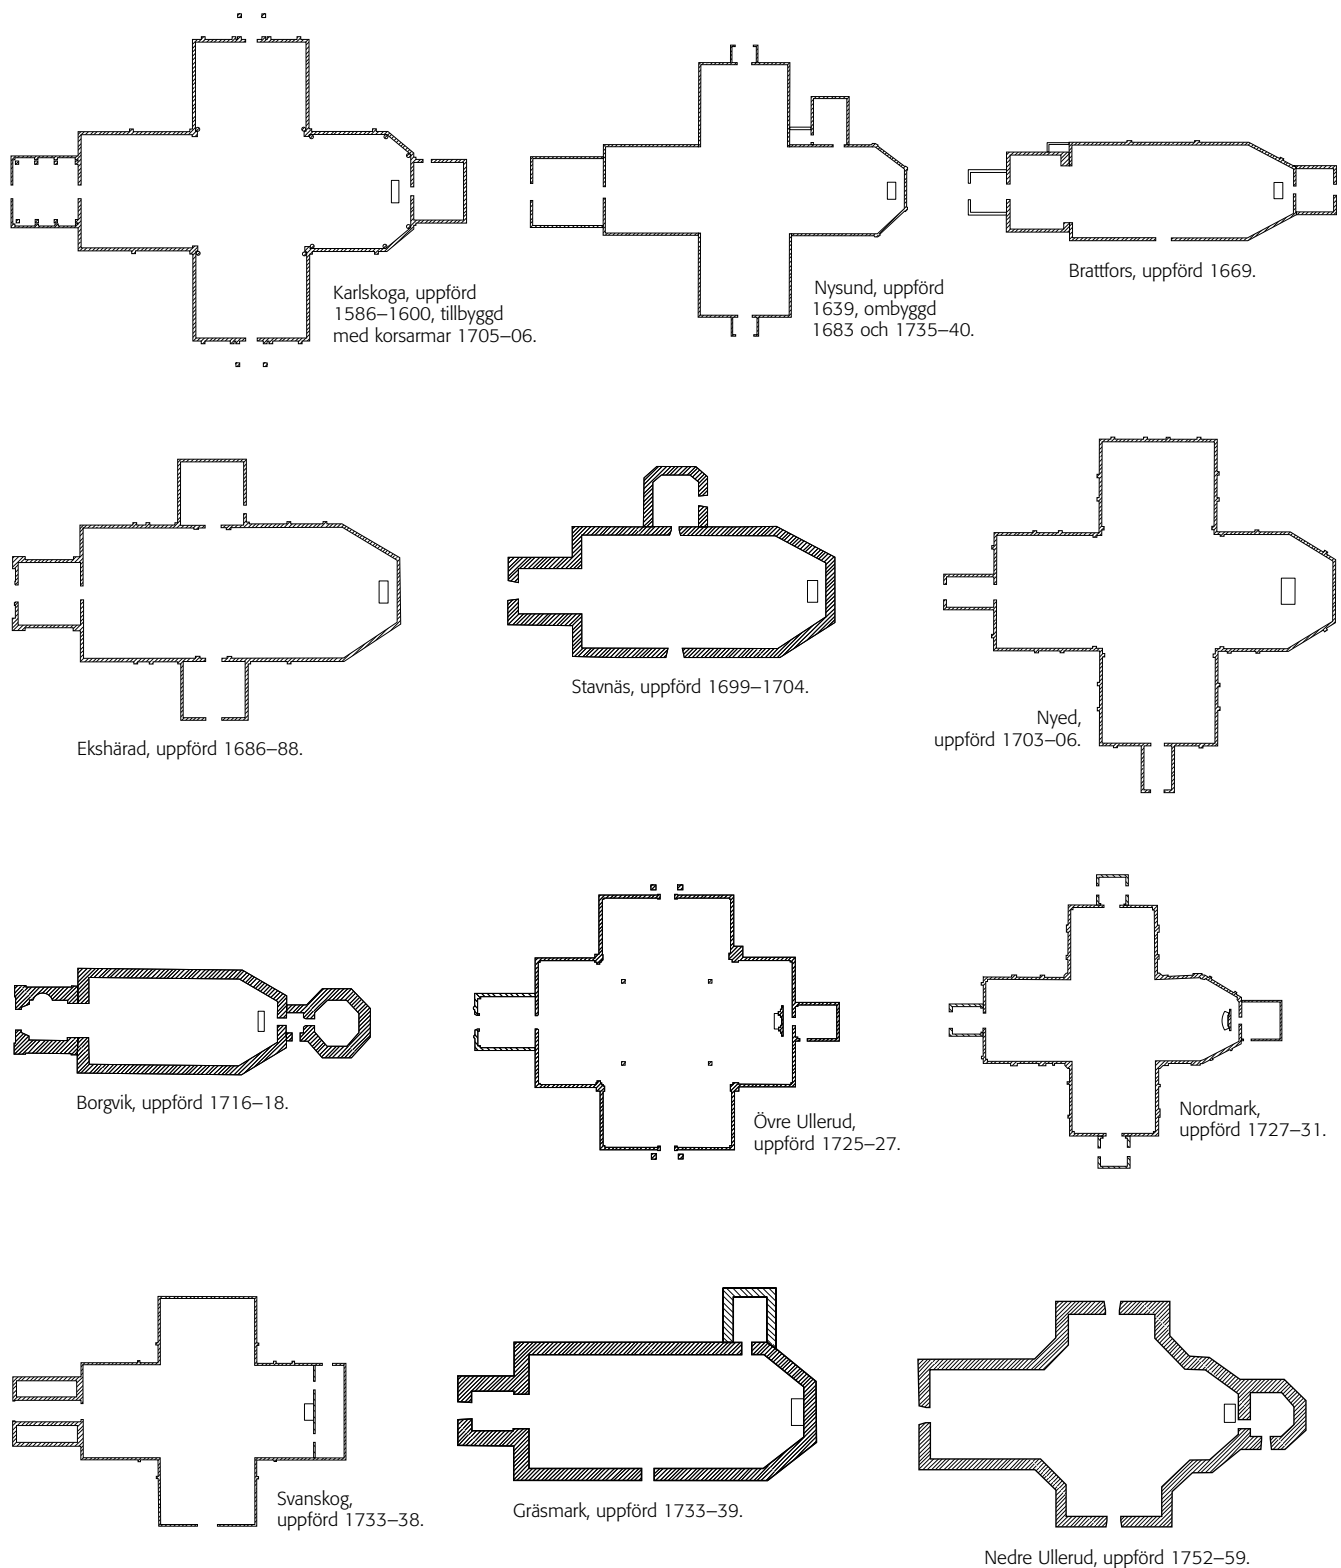 Karlskoga, uppförd
1586–1600, tillbyggd
med korsarmar 1705–06.
Nysund, uppförd
1639, ombyggd
1683 och 1735–40.
Brattfors, uppförd 1669.
Ekshärad, uppförd 1686–88.
Stavnäs, uppförd 1699–1704.
Nyed,
uppförd 1703–06.
Borgvik, uppförd 1716–18.
Övre Ullerud,
uppförd 1725–27.
Nordmark,
uppförd 1727–31.
Svanskog,
uppförd 1733–38.
Gräsmark, uppförd 1733–39.
Nedre Ullerud, uppförd 1752–59.